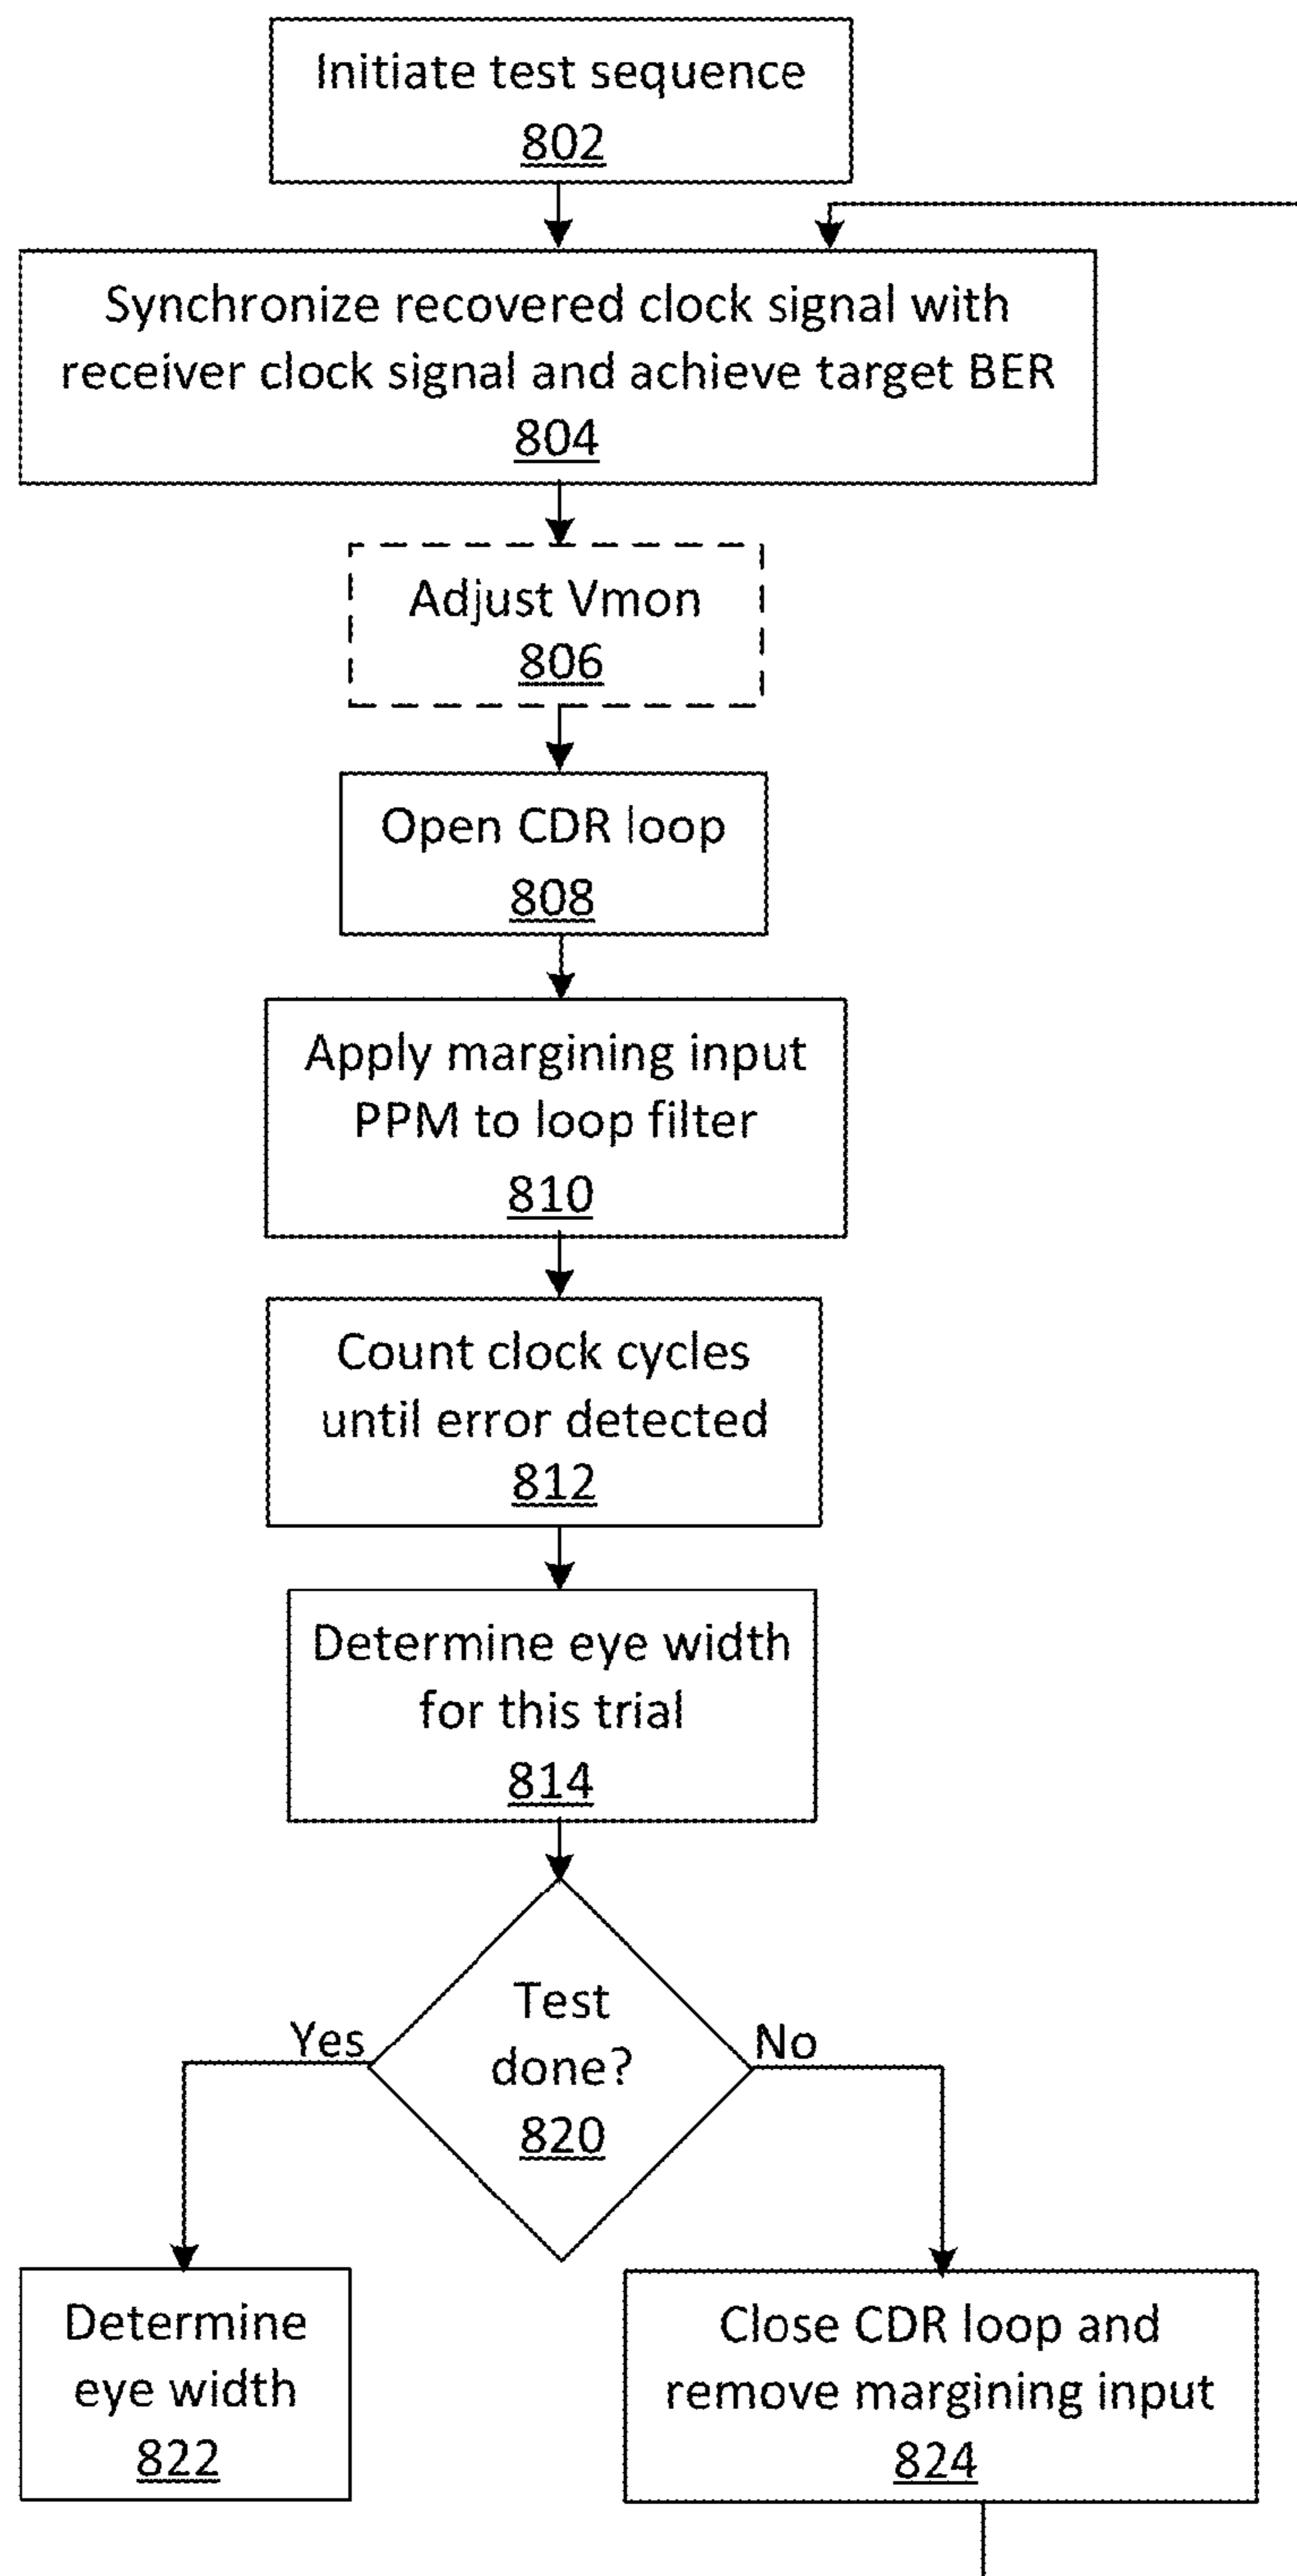 Initiate test sequence
802
Synchronize recovered clock signal with
receiver clock signal and achieve target BER
804
Adjust Vmon
806
Open CDR loop
808
Apply margining input
PPM to loop filter
810
Count clock cycles
until error detected
812
Determine eye width
for this trial
814
Test
done?
820
Yes
No
Determine
eye width
822
Close CDR loop and
remove margining input
824